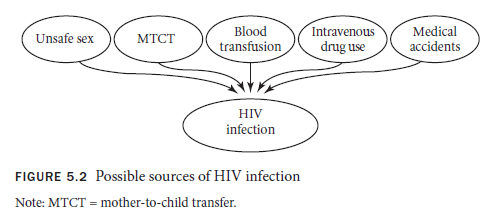 Unsafe sex
MTCT
Blood
transfusion
Intravenous
drug use
Medical
accidents
HIV
infection
FIGURE 5.2 Possible sources of HIV infection
Note: MTCT = mother-to-child transfer.